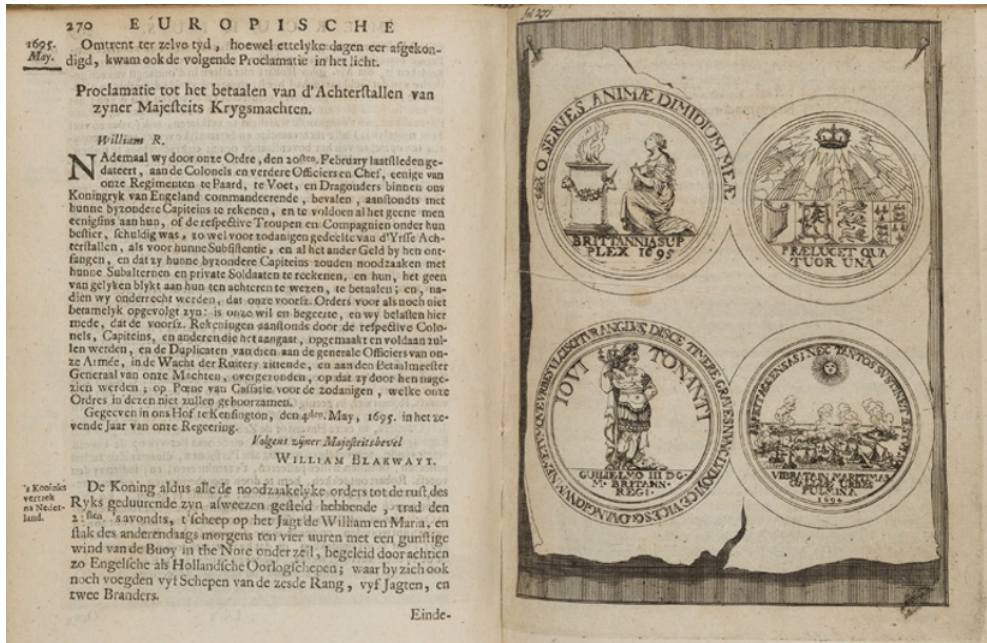 270 EUROPISCHE
1695.
May.
Omtrent ter zelve tyd, hoewel ettelyke dagen eer afgekon-
digd, kwam ook de volgende Proclamatie in het licht.
Proclamatie tot het betaalen van d'Achterstallen van
zyner Majesteits Krygsmachten.
William R.
NAdemaal wy door onze Ordre, den 20sten. February laastleden ge-
dateert, aan de Colonels en verdere Officiers en Chef, eenige van
onze Regimenten te Paard, te Voet, en Dragonders binnen ons
Koningryk van Engeland commandeerende, bevalen, aanstondts met
hunne byzondere Capiteins te rekenen, en te voldoen al het geene men
eenigsins aan hun, of de respective Troupen en Compagnien onder hun
bestier, schuldig was, zo wel voor zodanigen gedeelte van d'Yrsse Ach-
terstallen, als voor hunne Subsistentie, en al het ander Geld by hen ont-
fangen, en dat zy hunne byzondere Capiteins zouden noodzaaken met
hunne Subalternen en private Soldaaten te reekenen, en hun, het geen
van gelyken blykt aan hun ten achteren te wezen, te betaalen; en, na-
dien wy onderrecht werden, dat onze voorsz. Orders voor als noch niet
betamelyk opgevolgt zyn: is onze wil en begeerte, en wy belasten hier
mede, dat de voorsz. Rekeningen aanstonds door de respective Colo-
nels, Capiteins, en anderen die het aangaat, opgemaakt en voldaan zul-
len werden, en de Duplicaten van dien aan de generale Officiers van on-
ze Armée, in de Wacht der Ruitery zittende, en aan den Betaalmeester
Generaal van onze Machten, overgezonden, op dat zy door hen nage-
zien werden; op Pœne van Cassatie voor de zodanigen, welke onze
Ordres in dezen niet zullen gehoorzamen.
Gegeeven in ons Hof te Kensington, den 4den. May, 1695. in het ze-
vende Jaar van onze Regeering.
Volgens zyner Majesteits bevel
WILLIAM BLAKWAYT.
's Konings
vertrek
na Neder-
land.
De Koning aldus alle de noodzaakelyke orders tot de rust des
Ryks geduurende zyn afweezen gesteld hebbende, trad den
sten savondts, t'scheep op het Jagt de William en Maria, en
stak des anderendaags morgens ten vier uuren met een gunstige
wind van de Buoy in the Nore onder zeil, begeleid door achtien
zo Engelsche als Hollandsche Oorlogschepen; waar by zich ook
noch voegden vyf Schepen van de zesde Rang, vyf Jagten, en
twee Branders.
Einde-
O SERVES ANIMÆ DIMIDIUM MEÆ
BRITTANNIA SUP
PLEX 1695
PRÆLUCET QUA
TUOR UNA
IOVI TONANTI
GUILIELMO III D.G.
M. BRITANN.
REGI.
VIBRATA IN MARITIMAS
GALLIÆ URBES
FULMINA